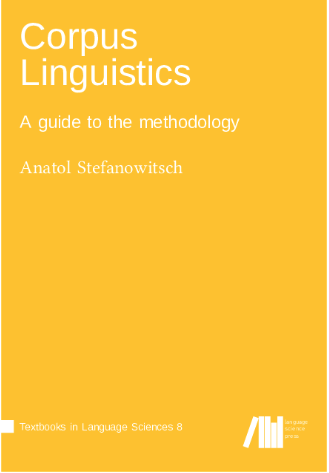 Corpus
Linguistics
A guide to the methodology
Anatol Stefanowitsch
Textbooks in Language Sciences 8
language
science
press